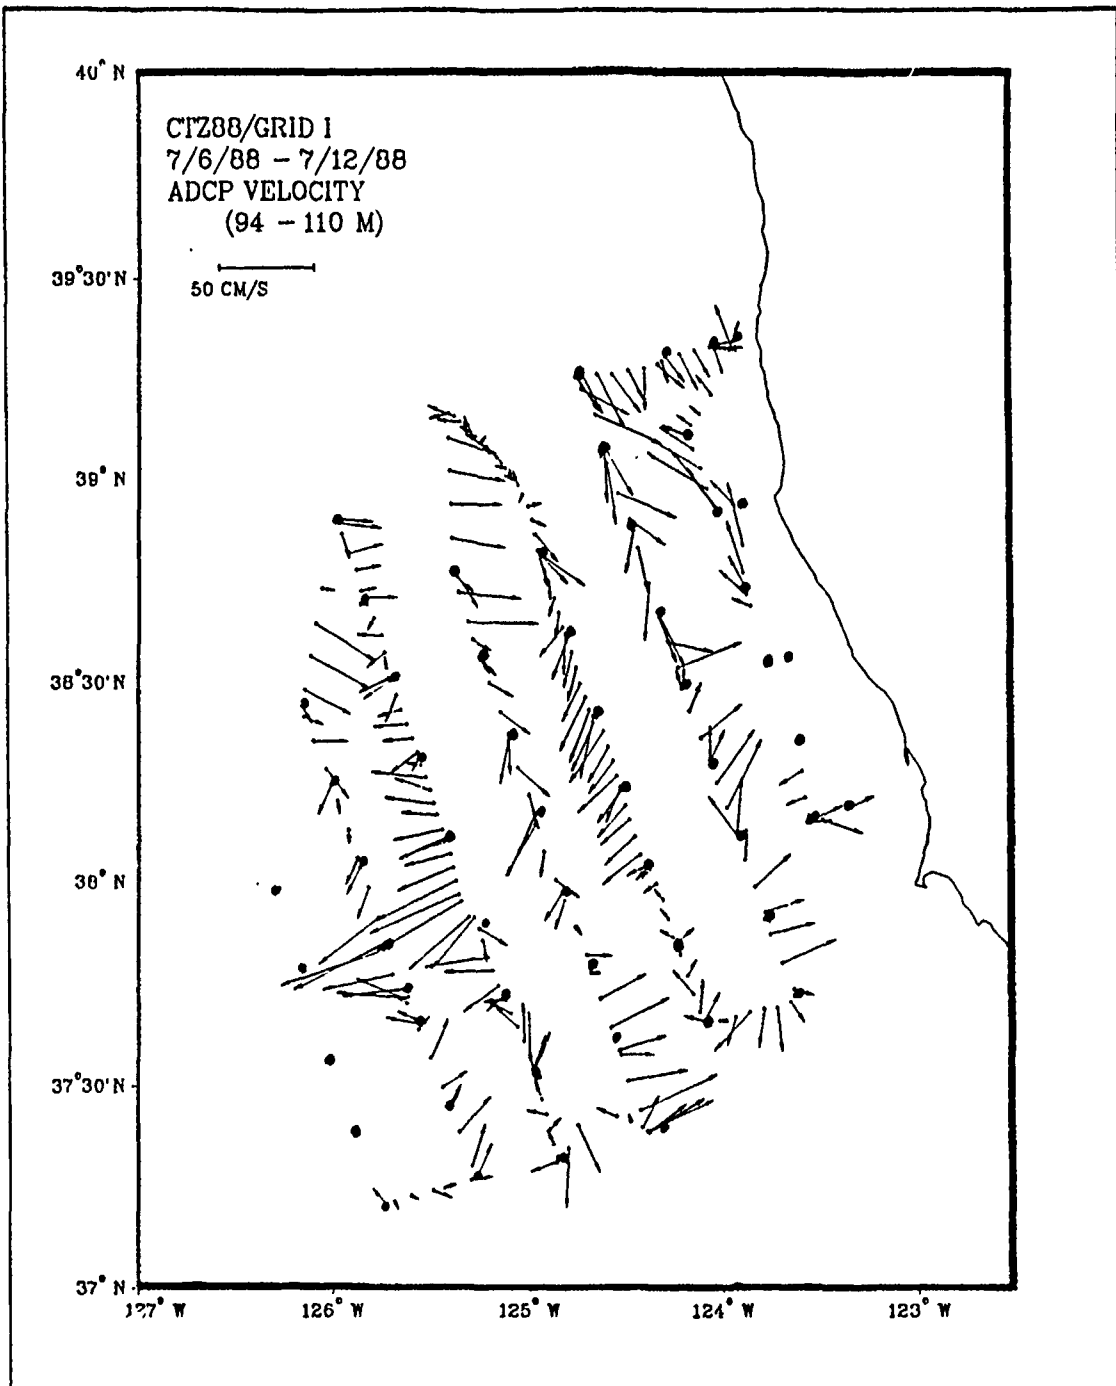 40° N
CTZ88/GRID I
7/6/88 - 7/12/88
ADCP VELOCITY
(94 - 110 M)
39°30'N
50 CM/S
39° N
38°30'N
38° N
37°30'N
37° N
127° W
126° W
125° W
124° W
123° W